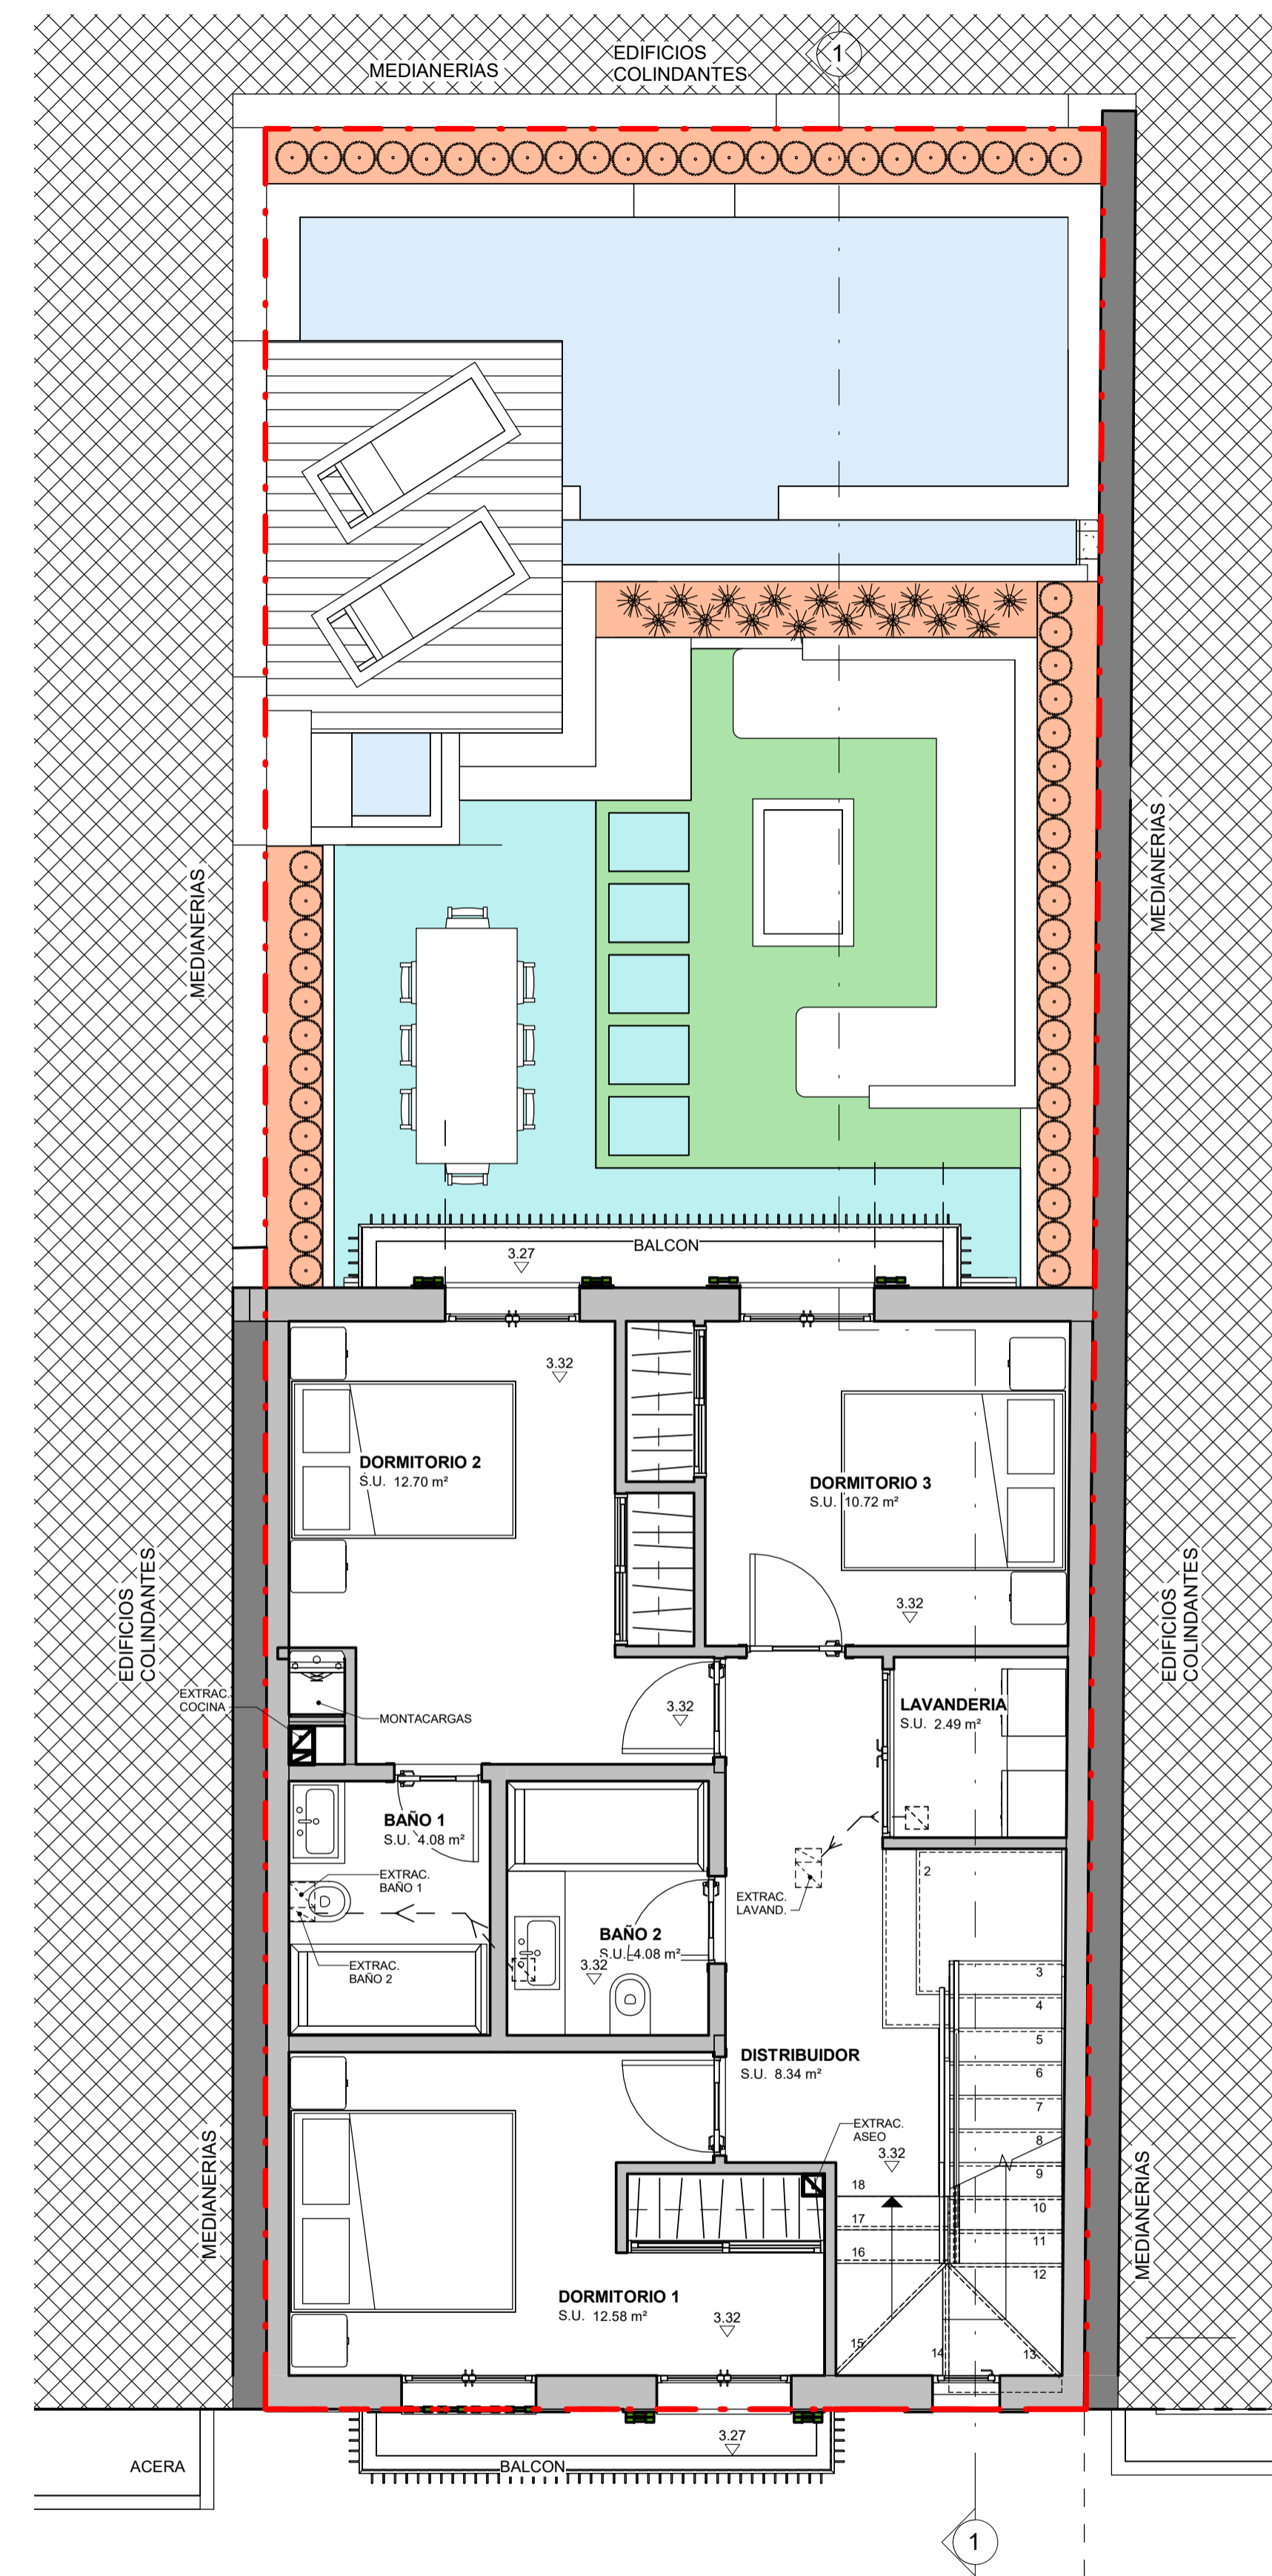 MEDIANERIAS
EDIFICIOS
COLINDANTES
1
MEDIANERIAS
MEDIANERIAS
BALCON
3.27
3.32
DORMITORIO 2
S.U. 12.70 m²
DORMITORIO 3
S.U. 10.72 m²
3.32
EDIFICIOS
COLINDANTES
EDIFICIOS
COLINDANTES
EXTRAC.
COCINA
MONTACARGAS
3.32
LAVANDERIA
S.U. 2.49 m²
BAÑO 1
S.U. 4.08 m²
EXTRAC.
BAÑO 1
EXTRAC.
LAVAND.
2
BAÑO 2
S.U. 4.08 m²
3.32
EXTRAC.
BAÑO 2
3
4
5
6
7
8
9
10
11
12
DISTRIBUIDOR
S.U. 8.34 m²
EXTRAC.
ASEO
3.32
18
17
16
15
14
13
MEDIANERIAS
MEDIANERIAS
DORMITORIO 1
S.U. 12.58 m²
3.32
3.27
BALCON
ACERA
1